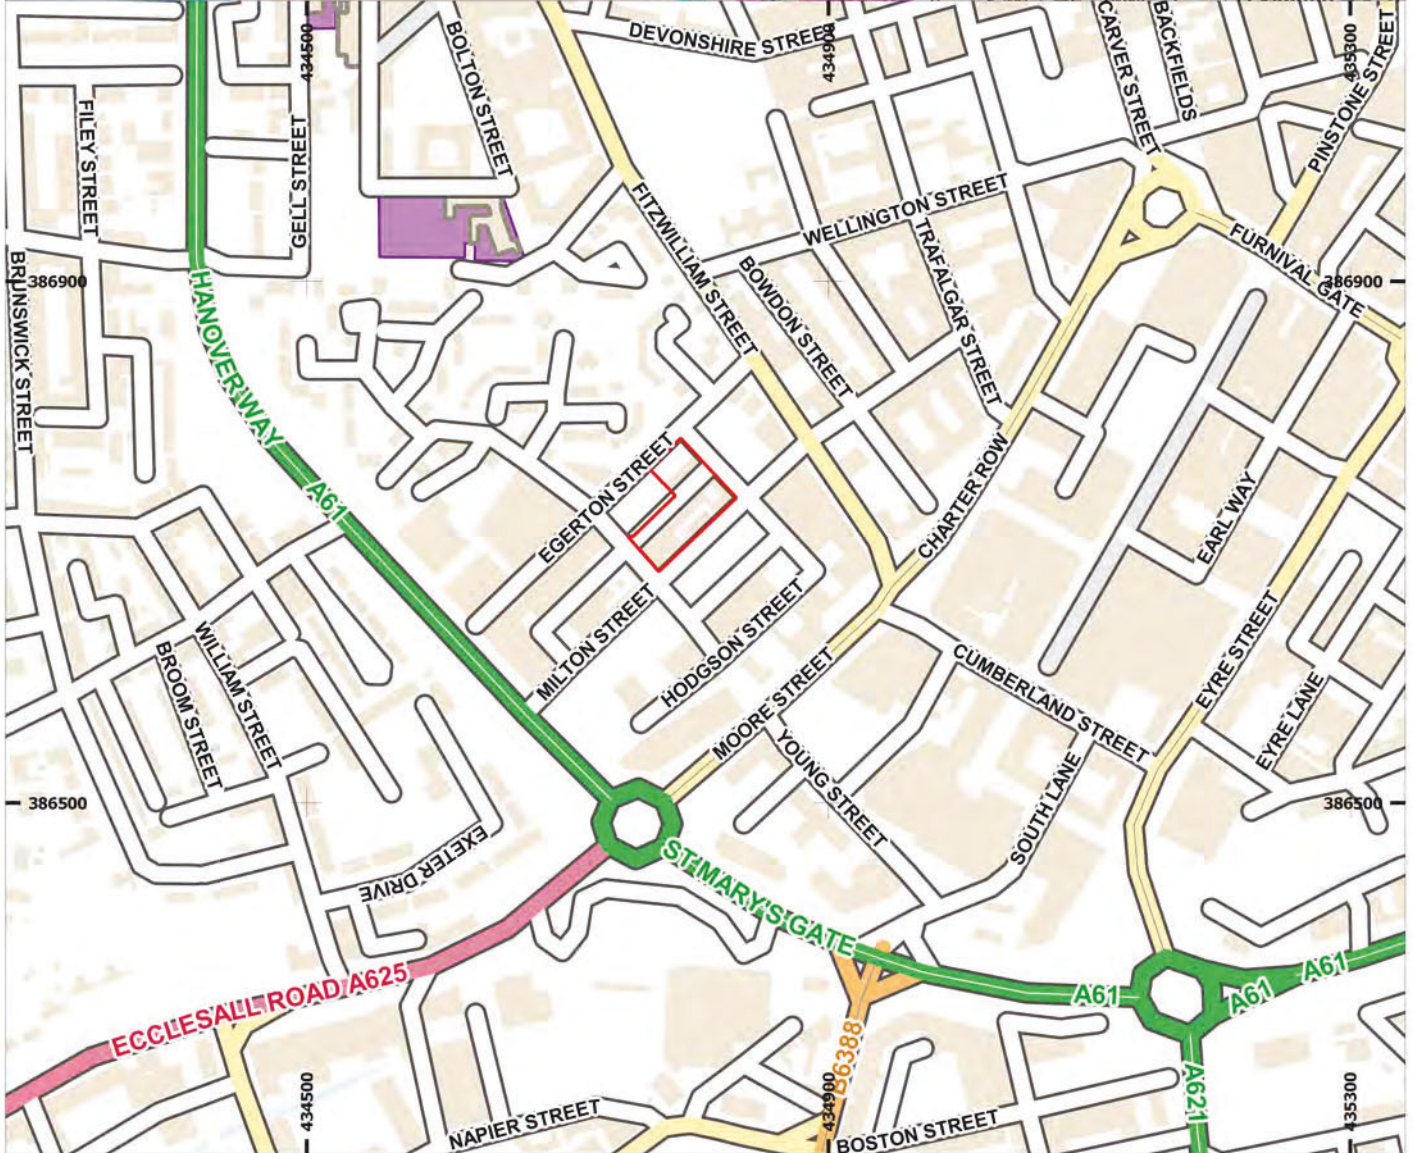 DEVONSHIRE STREET
434500
434900
435300
BOLTON STREET
CARVER STREET
BACKFIELDS
PINSTONE STREET
FILEY STREET
GELL STREET
FITZWILLIAM STREET
WELLINGTON STREET
TRAFALGAR STREET
FURNIVAL GATE
BRUNSWICK STREET
386900
HANOVER WAY
BOWDON STREET
386900
A61
EGERTON STREET
CHARTER ROW
EARL WAY
MILTON STREET
HODGSON STREET
WILLIAM STREET
BROOM STREET
MOORE STREET
CUMBERLAND STREET
EYRE STREET
EYRE LANE
YOUNG STREET
SOUTH LANE
386500
386500
EXETER DRIVE
ST MARY'S GATE
ECCLESALL ROAD A625
A61
A61
A61
B6388
A621
434500
434900
435300
NAPIER STREET
BOSTON STREET